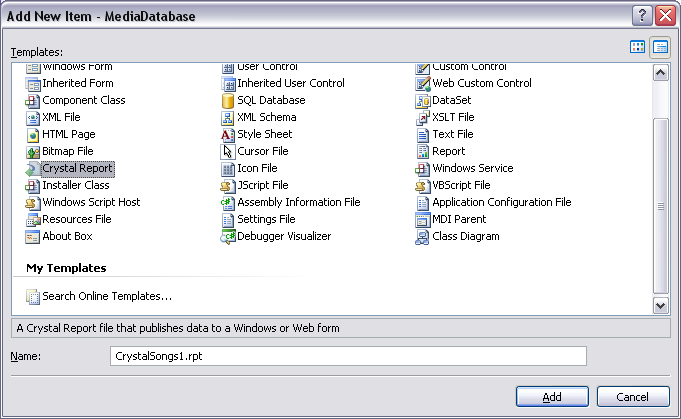 Add New Item - MediaDatabase
Templates:
Windows Form User Control Custom Control
Inherited Form Inherited User Control Web Custom Control
Component Class SQL Database DataSet
XML File XML Schema XSLT File
HTML Page Style Sheet Text File
Bitmap File Cursor File Report
Crystal Report Icon File Windows Service
Installer Class JScript File VBScript File
Windows Script Host Assembly Information File Application Configuration File
Resources File Settings File MDI Parent
About Box Debugger Visualizer Class Diagram
My Templates
Search Online Templates...
A Crystal Report file that publishes data to a Windows or Web form
Name: CrystalSongs1.rpt
Add Cancel